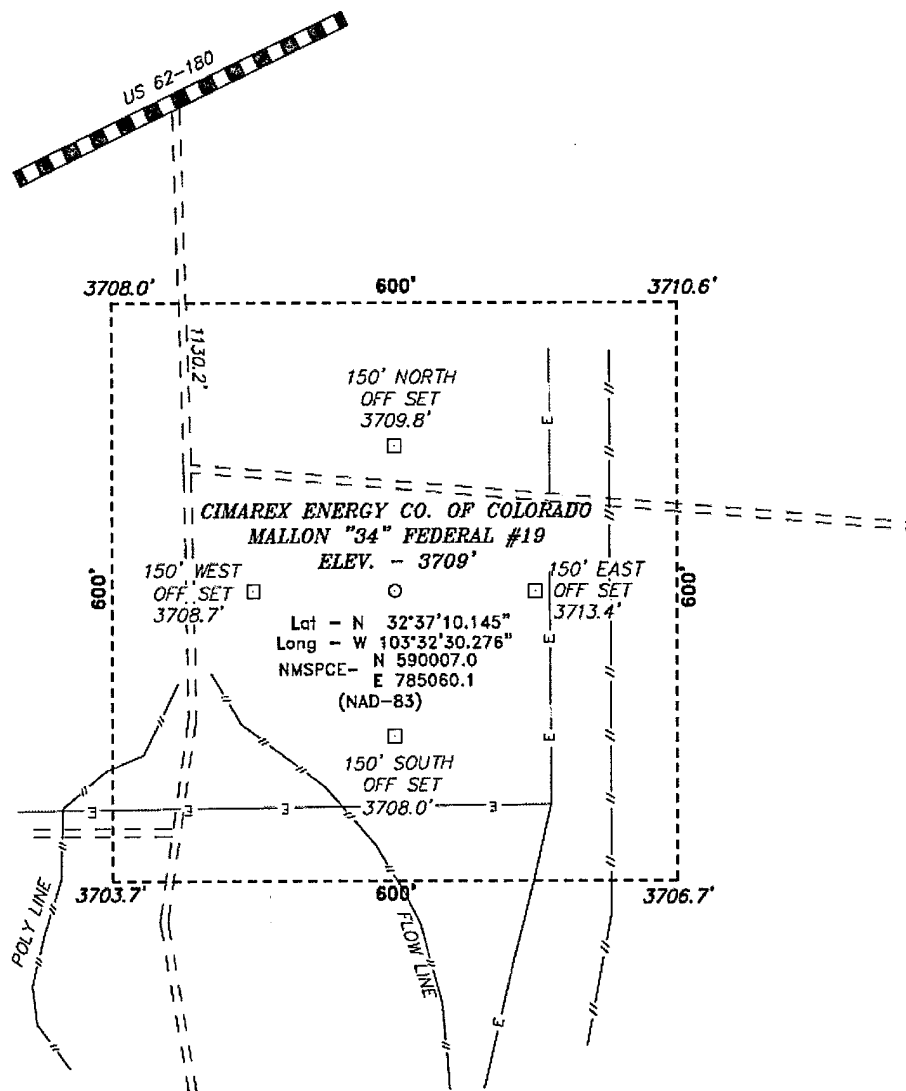 US 62-180
3708.0'
600'
3710.6'
1130.2'
150' NORTH
OFF SET
3709.8'
E
CIMAREX ENERGY CO. OF COLORADO
MALLON "34" FEDERAL #19
ELEV. - 3709'
600'
150' WEST
OFF SET
3708.7'
150' EAST
OFF SET
3713.4'
600'
Lat - N 32°37'10.145"
Long - W 103°32'30.276"
NMSPCE- N 590007.0
E 785060.1
(NAD-83)
E
E
150' SOUTH
OFF SET
3708.0'
E
E
E
3703.7'
600'
3706.7'
POLY LINE
FLOW LINE
E